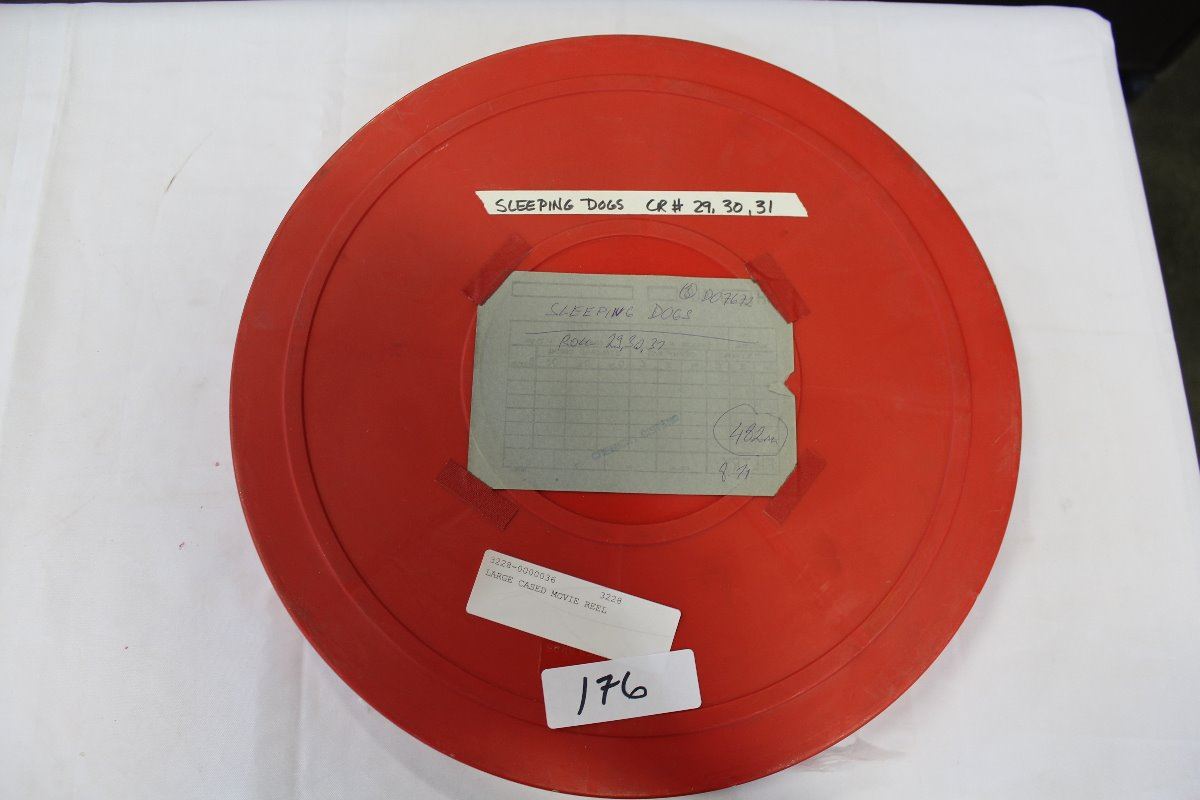 SLEEPING DOGS CR# 29, 30, 31
DO7672
SLEEPING DOGS
ROLL 29,30,31
482m
3228-0000036 3228
LARGE CASED MOVIE REEL
176